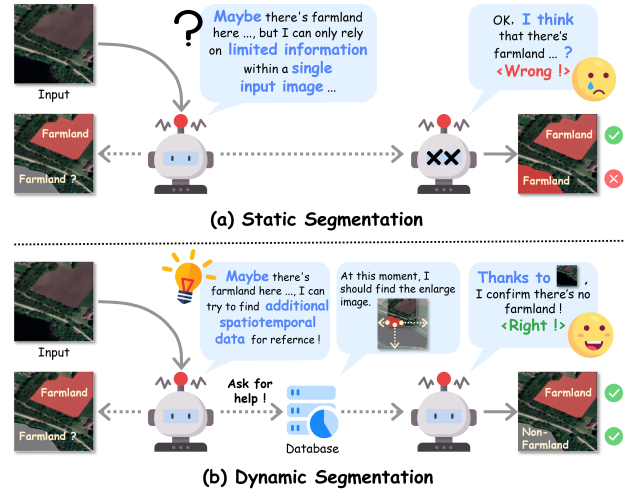 Maybe there's farmland
here ..., but I can only rely
on limited information
within a single
input image ...
OK, I think
that there's
farmland ... ?
<Wrong !>
Input
Farmland
Farmland ?
Farmland
Farmland
(a) Static Segmentation
Maybe there's
farmland here ..., I can
try to find additional
spatiotemporal
data for refernce !
At this moment, I
should find the enlarge
image.
Thanks to ,
I confirm there's no
farmland !
<Right !>
Input
Farmland
Farmland ?
Ask for
help !
Database
Farmland
Non-
Farmland
(b) Dynamic Segmentation